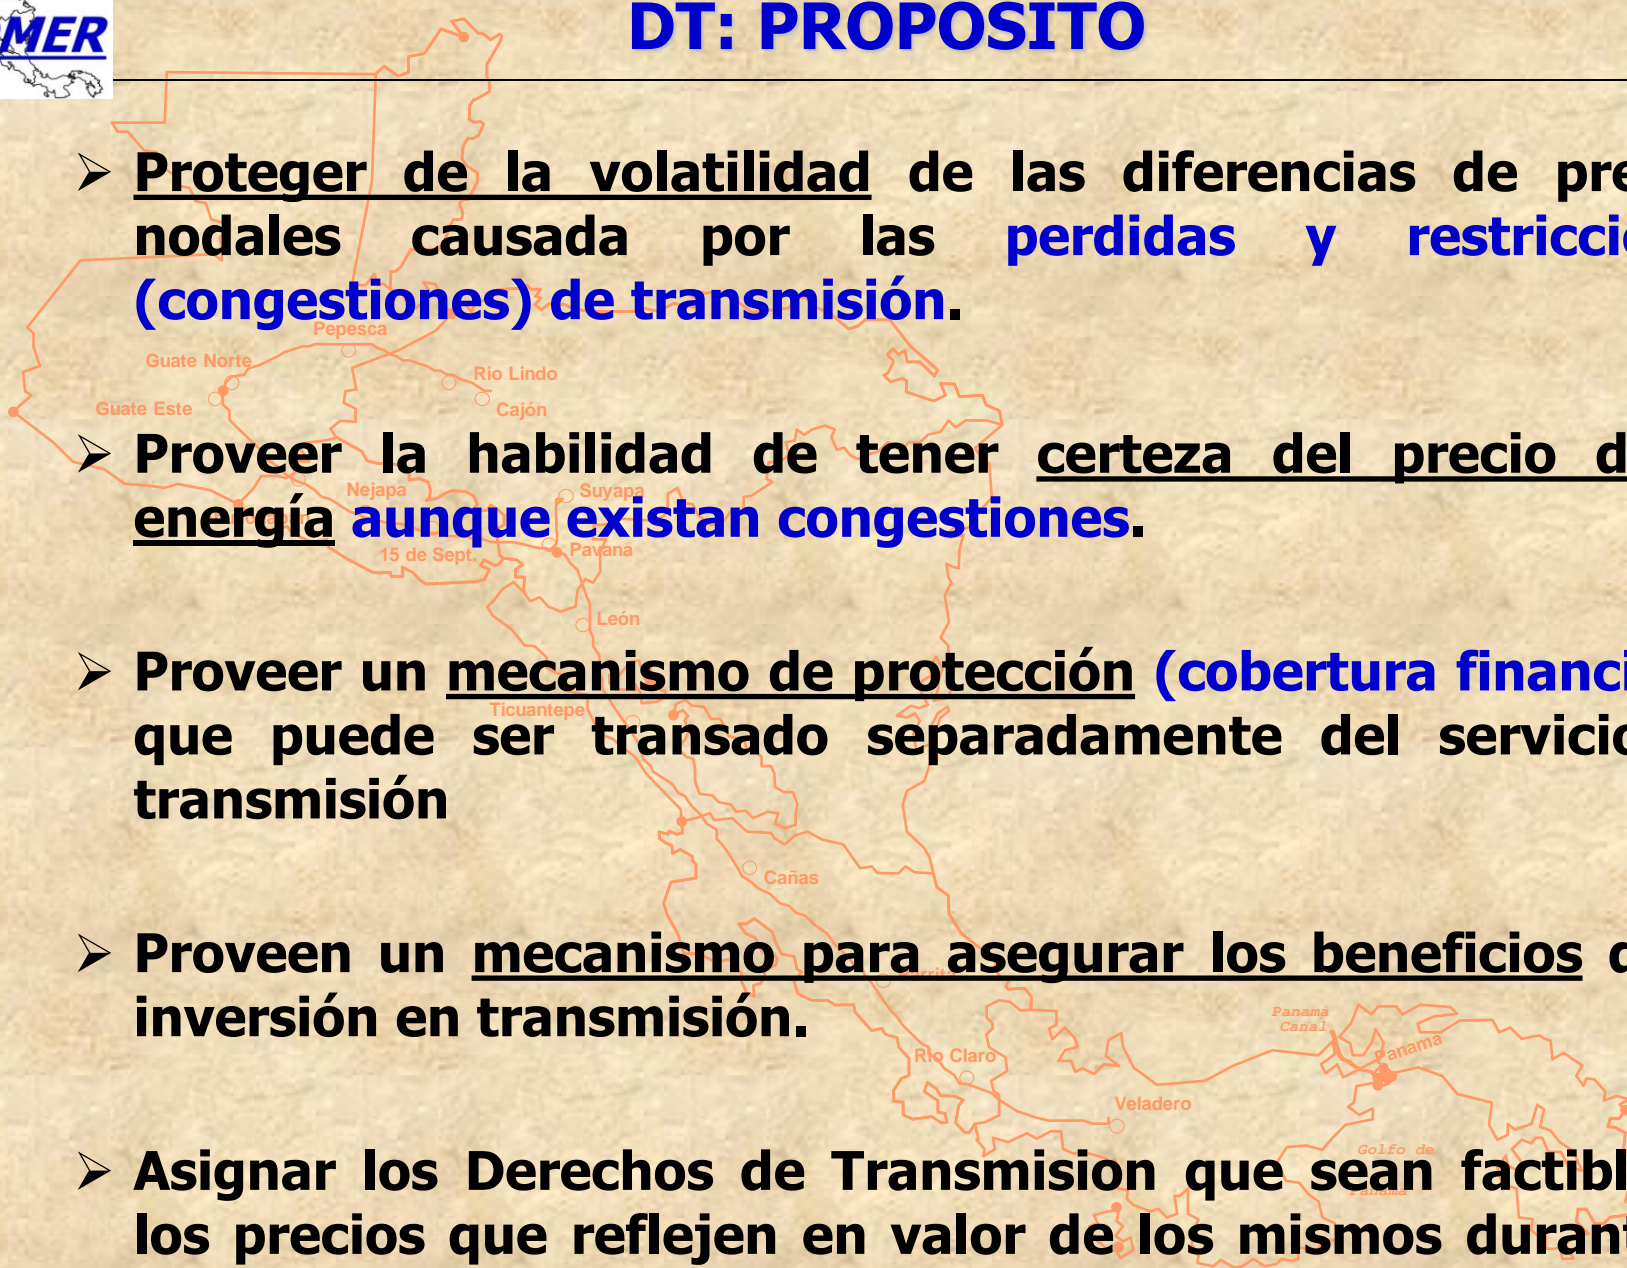 MER
DT: PROPOSITO
➢ Proteger de la volatilidad de las diferencias de pre
nodales causada por las perdidas y restriccio
(congestiones) de transmisión.
Pepesca
Guate Norte
Rio Lindo
Guate Este
Cajón
➢ Proveer la habilidad de tener certeza del precio d
Nejapa
Suyapa
energía aunque existan congestiones.
15 de Sept.
Pavana
León
➢ Proveer un mecanismo de protección (cobertura financi
Ticuantepe
que puede ser transado separadamente del servicio
transmisión
Cañas
➢ Proveen un mecanismo para asegurar los beneficios d
inversión en transmisión.
Panamá
Canal
Panama
Rio Claro
Veladero
Golfo de
➢ Asignar los Derechos de Transmision que sean factibl
Panama
los precios que reflejen en valor de los mismos durant